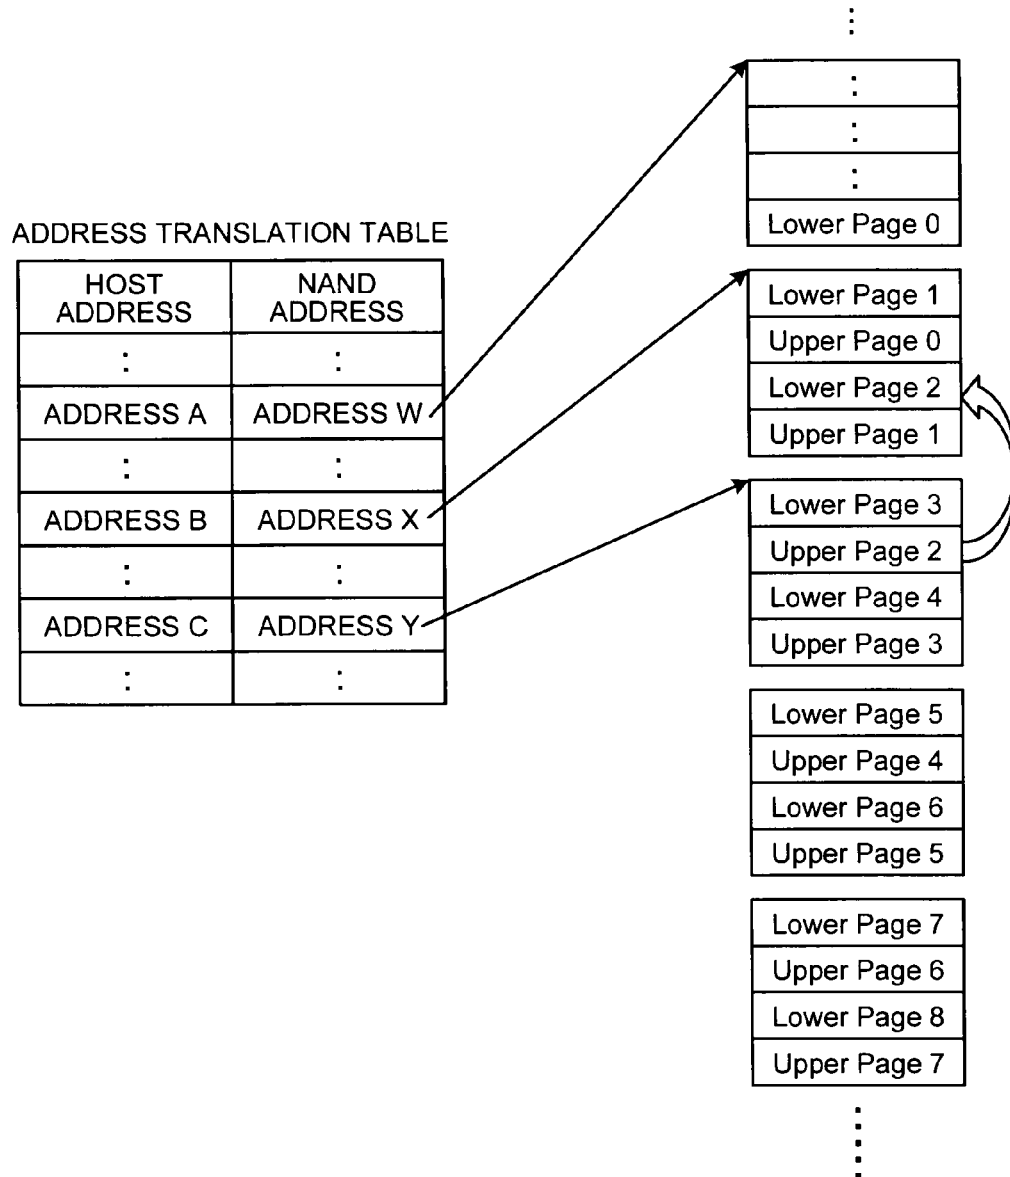 ADDRESS TRANSLATION TABLE
HOST ADDRESS NAND ADDRESS
: :
ADDRESS A ADDRESS W
: :
ADDRESS B ADDRESS X
: :
ADDRESS C ADDRESS Y
: :
:
:
:
:
Lower Page 0
Lower Page 1
Upper Page 0
Lower Page 2
Upper Page 1
Lower Page 3
Upper Page 2
Lower Page 4
Upper Page 3
Lower Page 5
Upper Page 4
Lower Page 6
Upper Page 5
Lower Page 7
Upper Page 6
Lower Page 8
Upper Page 7